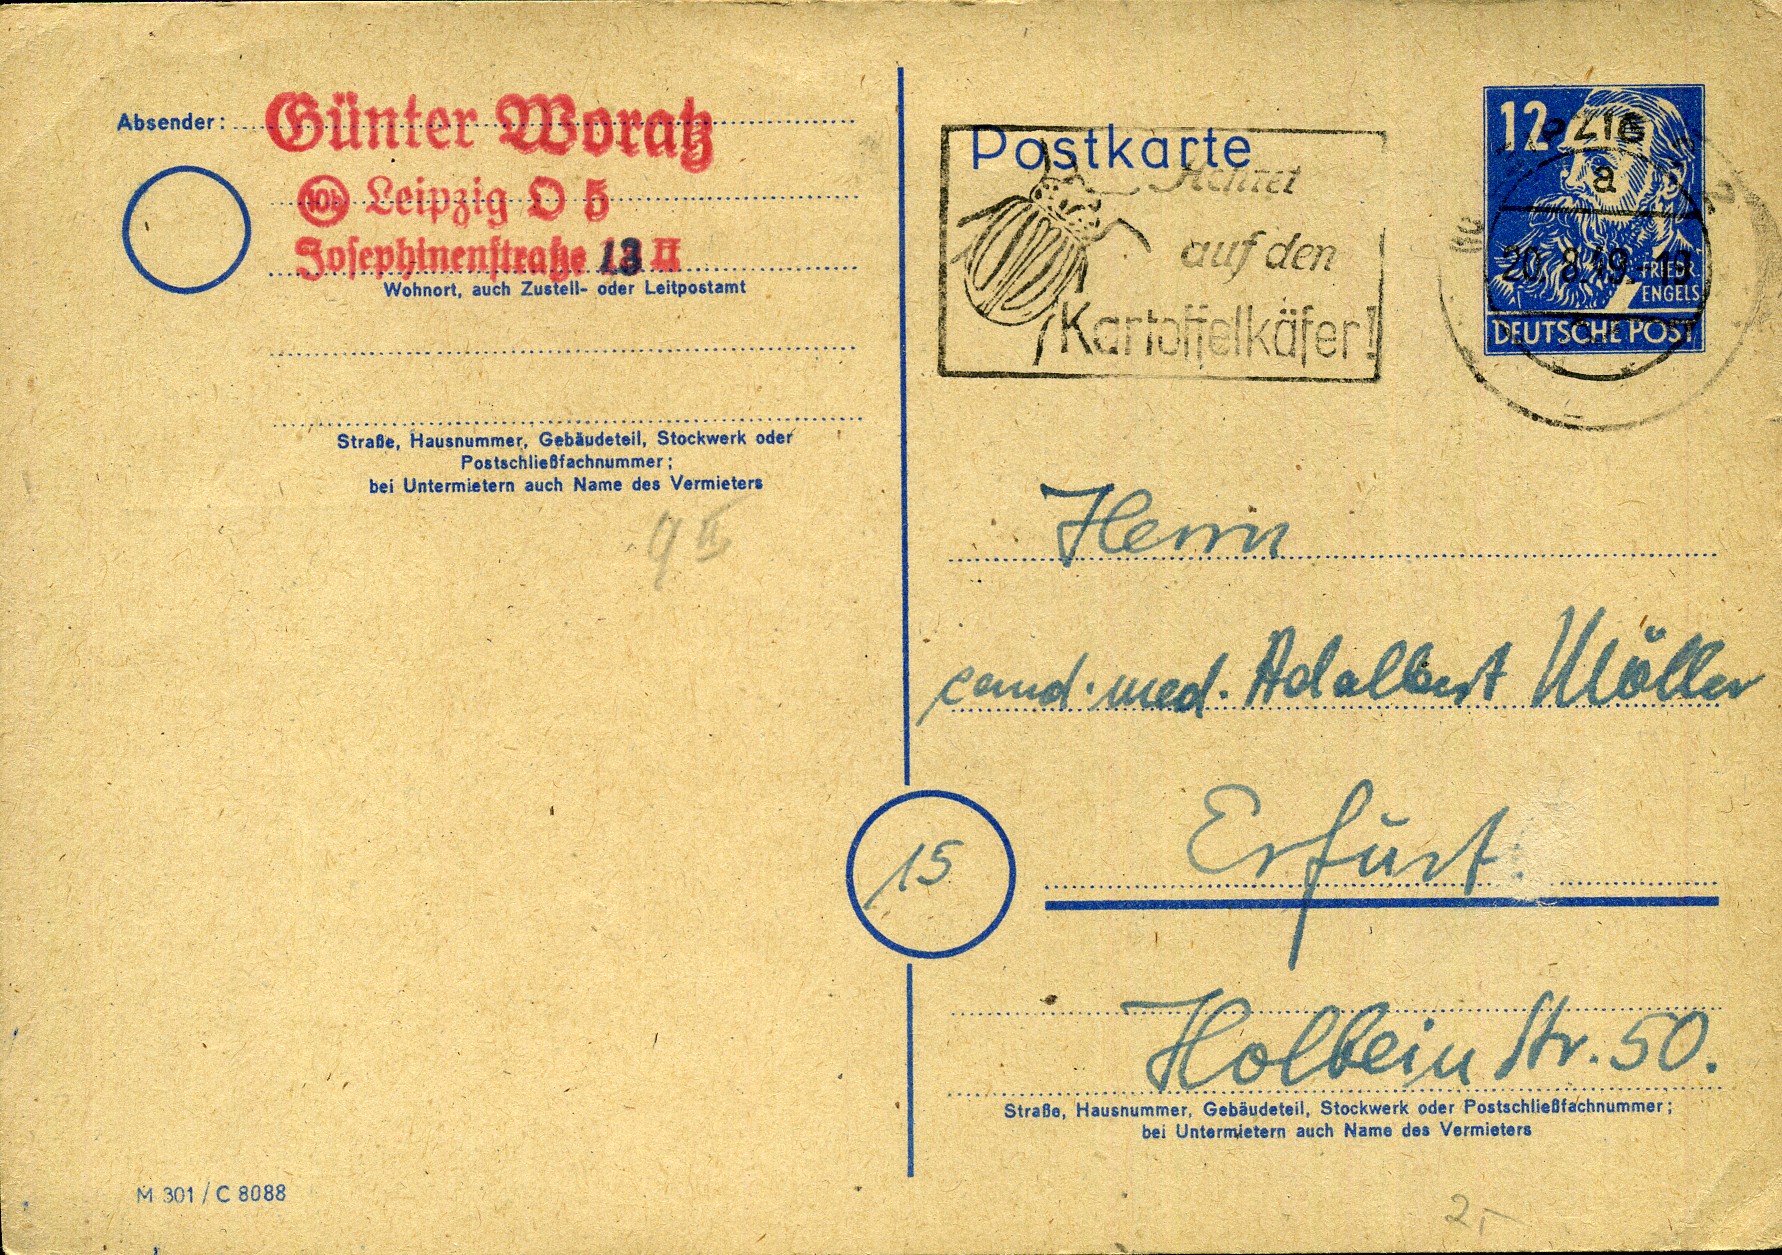 Absender:
Günter Woratz
10b Leipzig O 5
Josephinenstraße 13 II
Wohnort, auch Zustell- oder Leitpostamt
Straße, Hausnummer, Gebäudeteil, Stockwerk oder
Postschließfachnummer;
bei Untermietern auch Name des Vermieters
M 301 / C 8088
Postkarte
Achtet
auf den
Kartoffelkäfer!
12
a
20.8.49.-18
FRIEDR.
ENGELS
DEUTSCHE POST
Herrn
cand. med. Adalbert Möller
15
Erfurt.
Holbein Str. 50.
Straße, Hausnummer, Gebäudeteil, Stockwerk oder Postschließfachnummer;
bei Untermietern auch Name des Vermieters
2,-